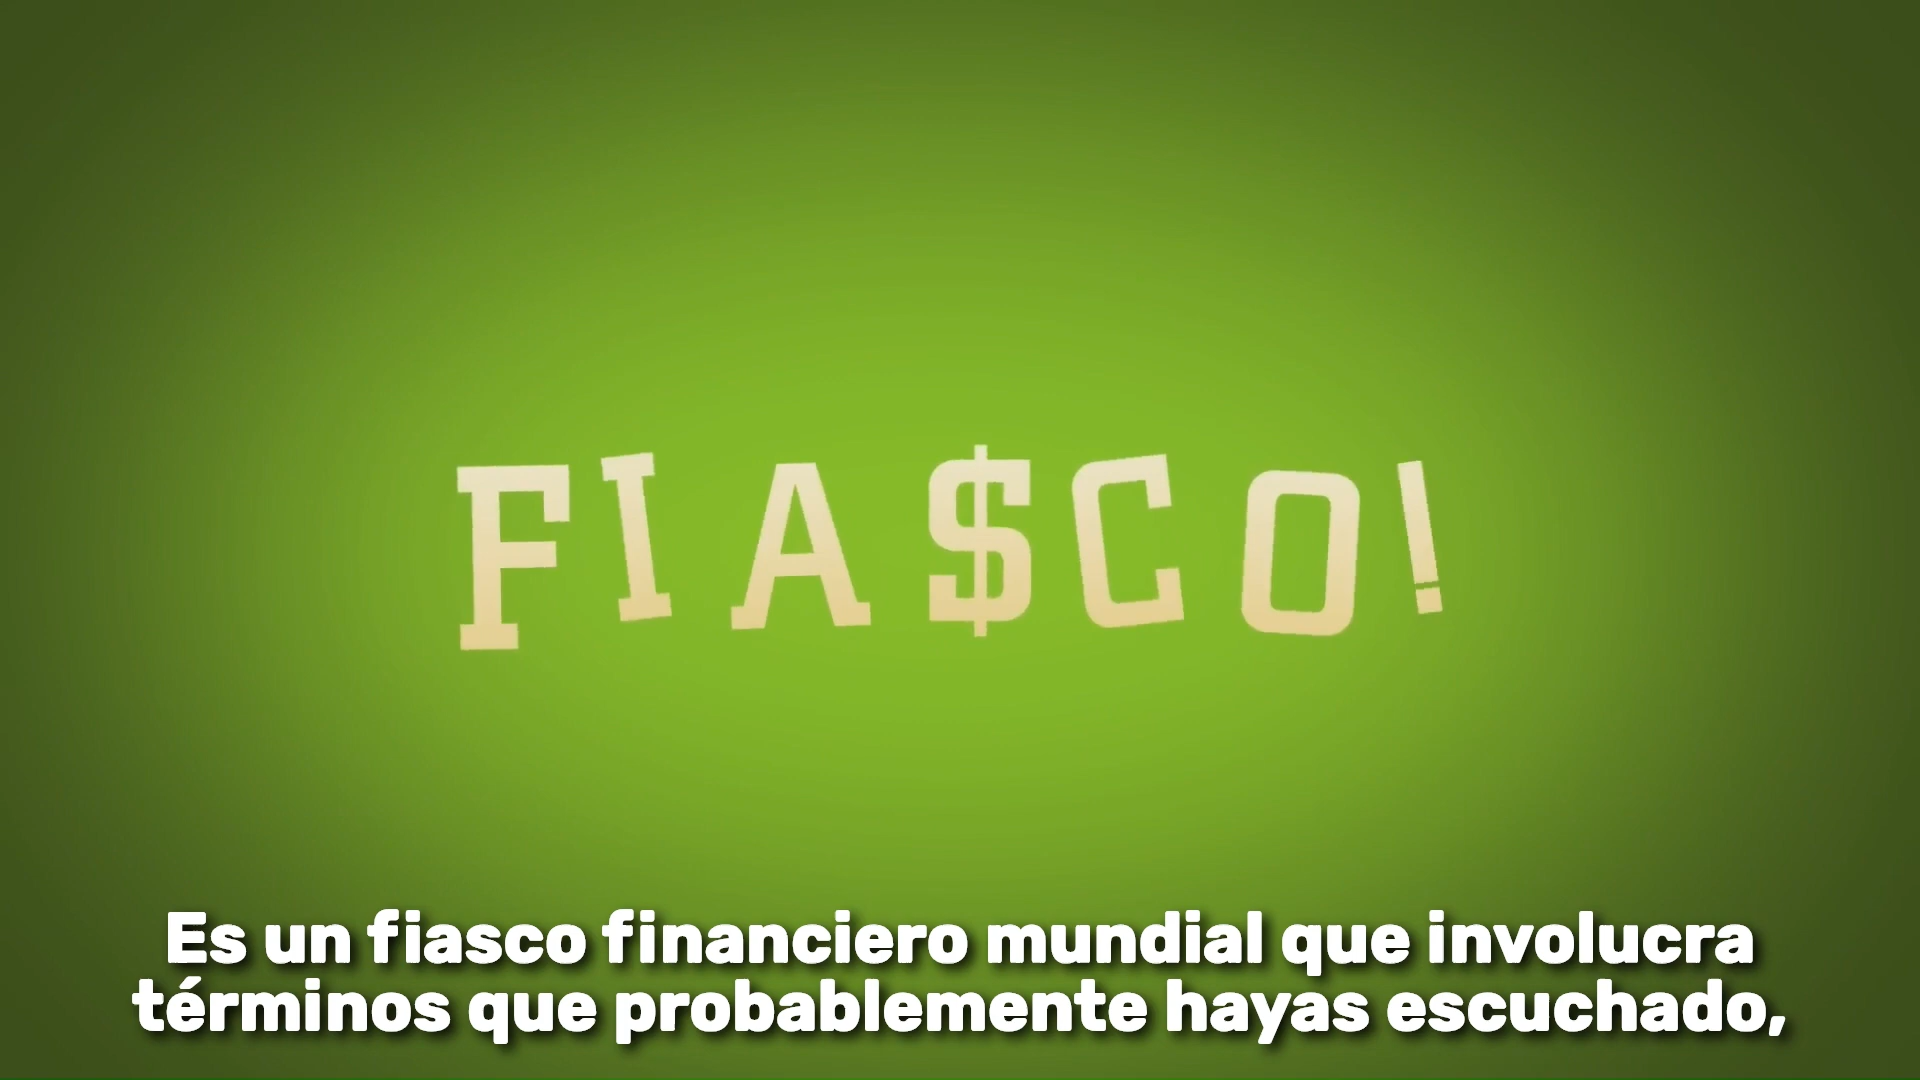 FIA$CO!
Es un fiasco financiero mundial que involucra
términos que probablemente hayas escuchado,